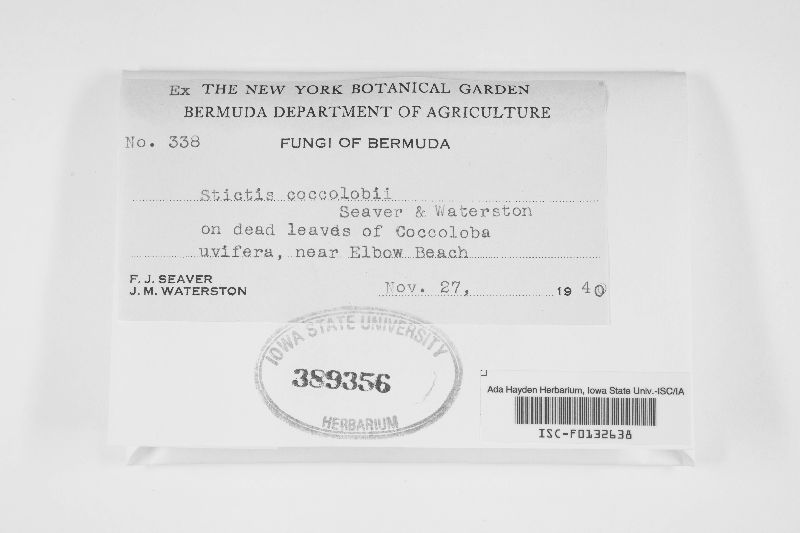 Ex THE NEW YORK BOTANICAL GARDEN
BERMUDA DEPARTMENT OF AGRICULTURE
No. 338 FUNGI OF BERMUDA
Stictis coccolobii
Seaver & Waterston
on dead leaves of Coccoloba
uvifera, near Elbow Beach
F. J. SEAVER
J. M. WATERSTON
Nov. 27, 1940
IOWA STATE UNIVERSITY
389356
HERBARIUM
Ada Hayden Herbarium, Iowa State Univ.-ISC/IA
ISC-F0132638